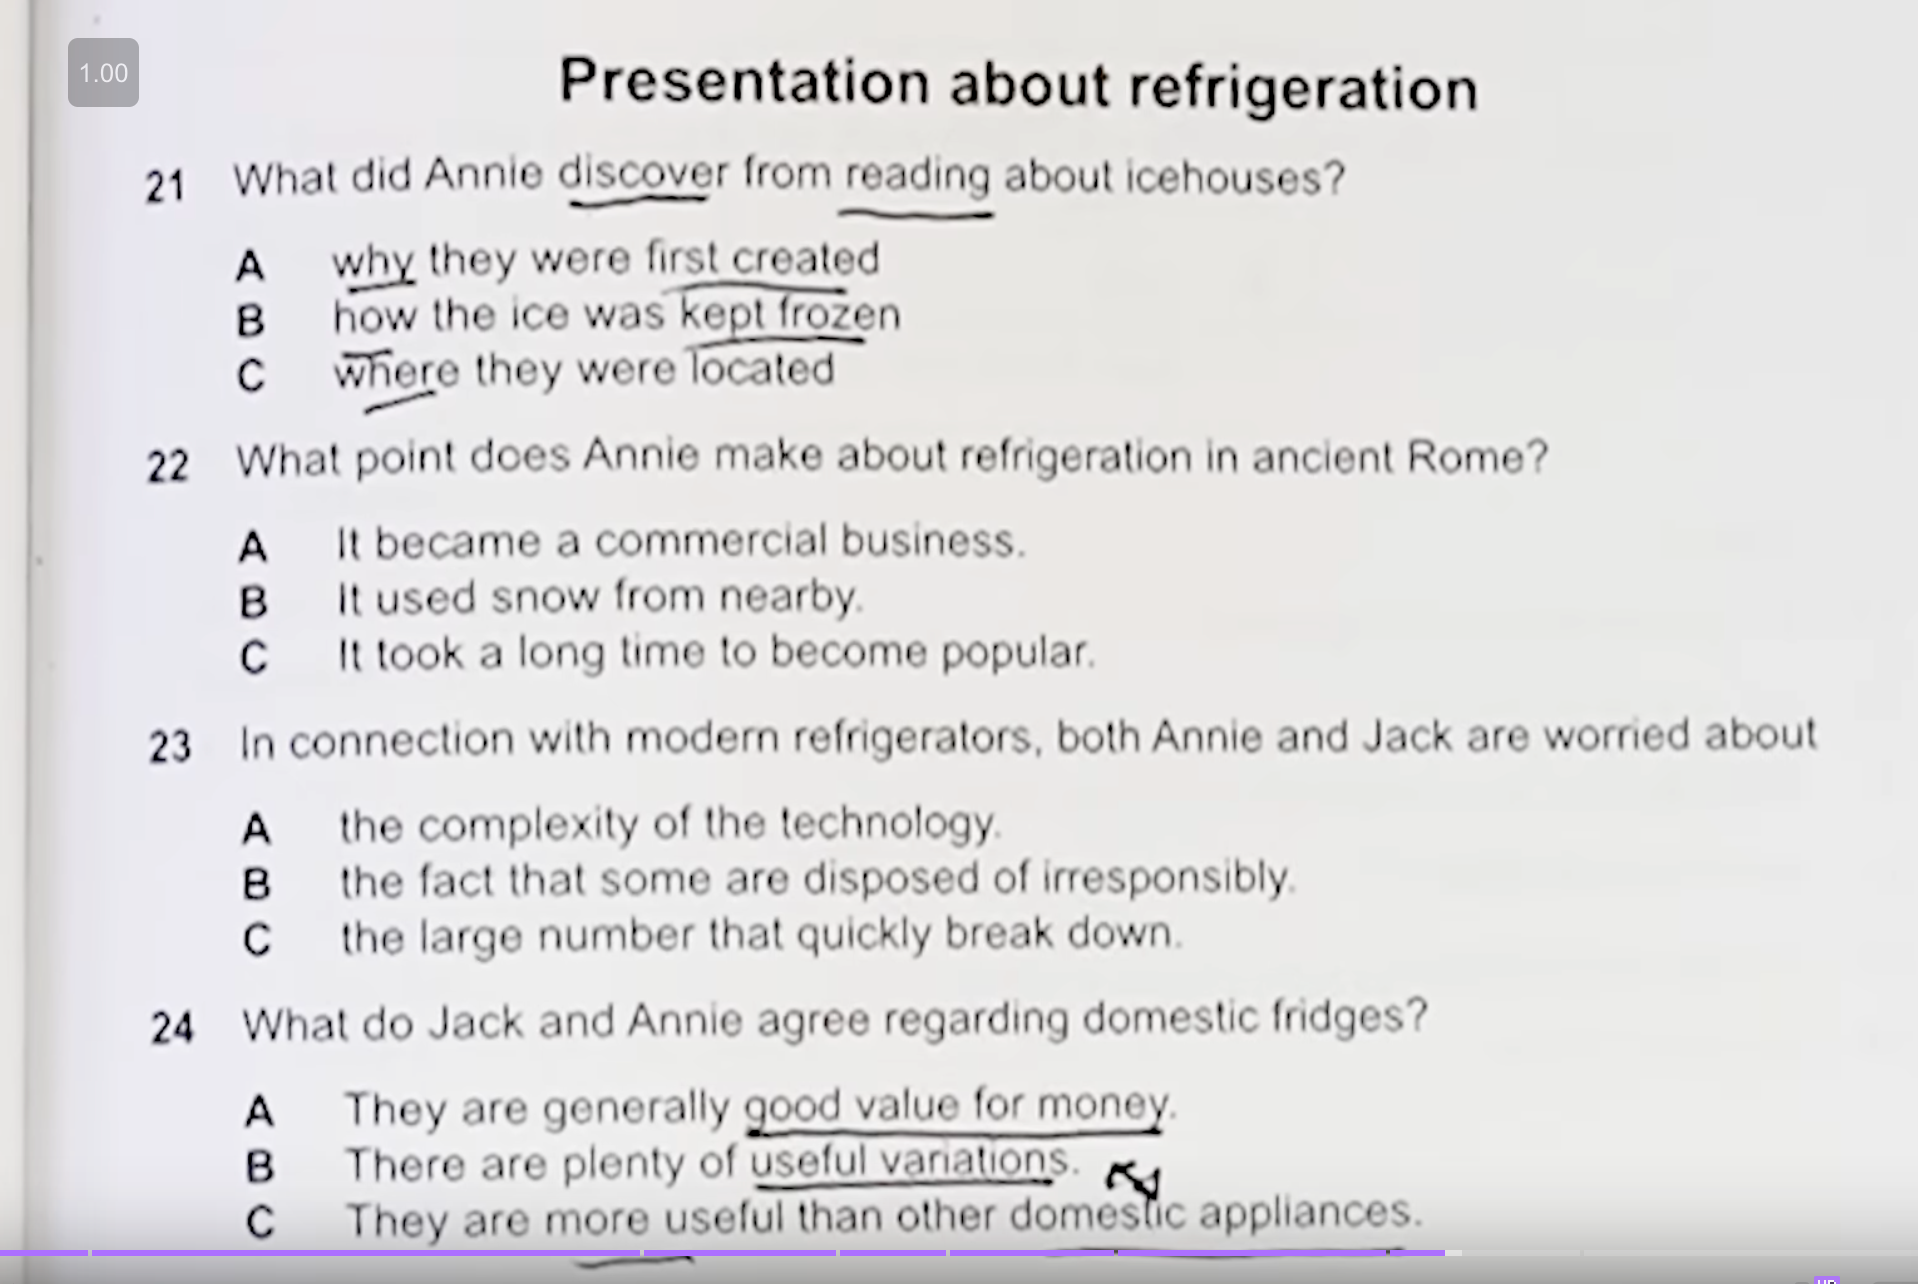 1.00
Presentation about refrigeration
21 What did Annie discover from reading about icehouses?
A why they were first created
B how the ice was kept frozen
C where they were located
22 What point does Annie make about refrigeration in ancient Rome?
A It became a commercial business.
B It used snow from nearby.
C It took a long time to become popular.
23 In connection with modern refrigerators, both Annie and Jack are worried about
A the complexity of the technology.
B the fact that some are disposed of irresponsibly.
C the large number that quickly break down.
24 What do Jack and Annie agree regarding domestic fridges?
A They are generally good value for money.
B There are plenty of useful variations.
C They are more useful than other domestic appliances.